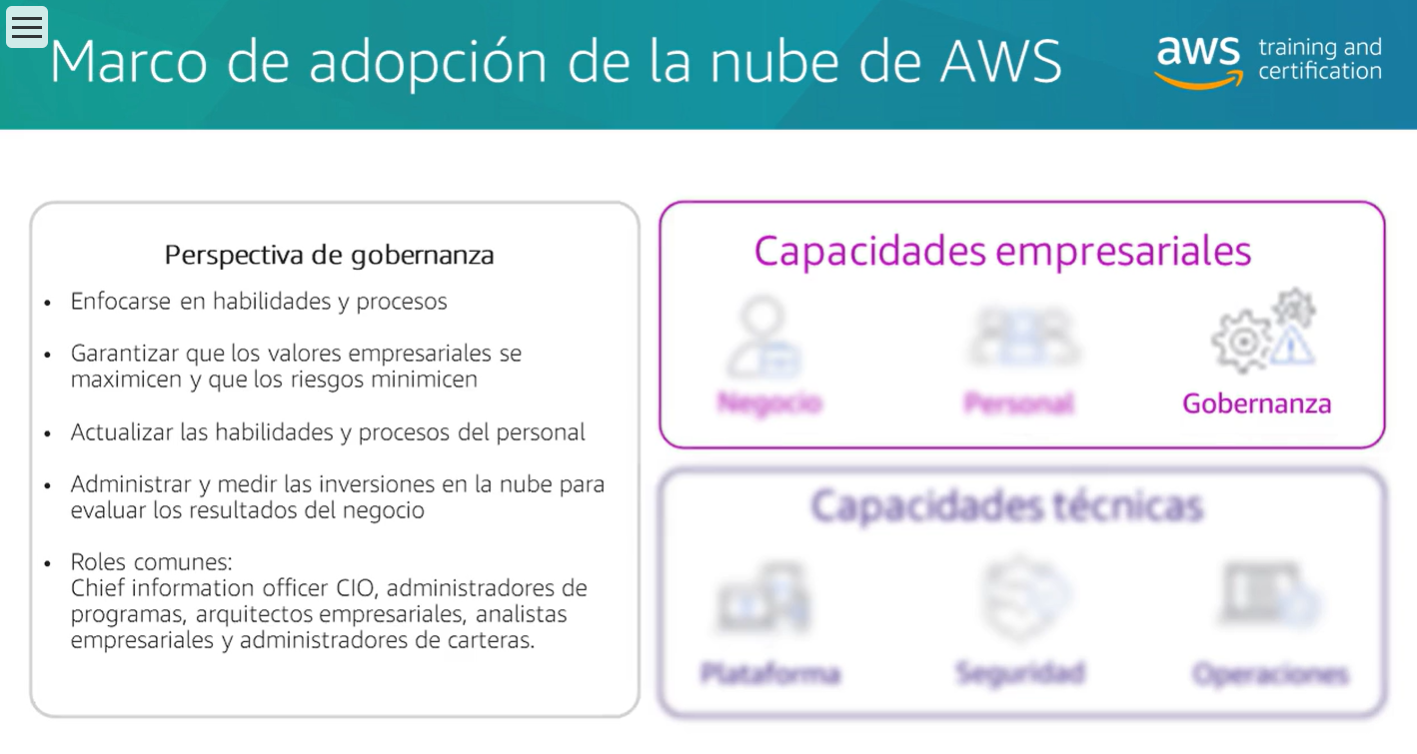 Marco de adopción de la nube de AWS
aws training and
certification
Perspectiva de gobernanza
• Enfocarse en habilidades y procesos
• Garantizar que los valores empresariales se
maximicen y que los riesgos minimicen
• Actualizar las habilidades y procesos del personal
• Administrar y medir las inversiones en la nube para
evaluar los resultados del negocio
• Roles comunes:
Chief information officer CIO, administradores de
programas, arquitectos empresariales, analistas
empresariales y administradores de carteras.
Capacidades empresariales
Negocio
Personal
Gobernanza
Capacidades técnicas
Plataforma
Seguridad
Operaciones